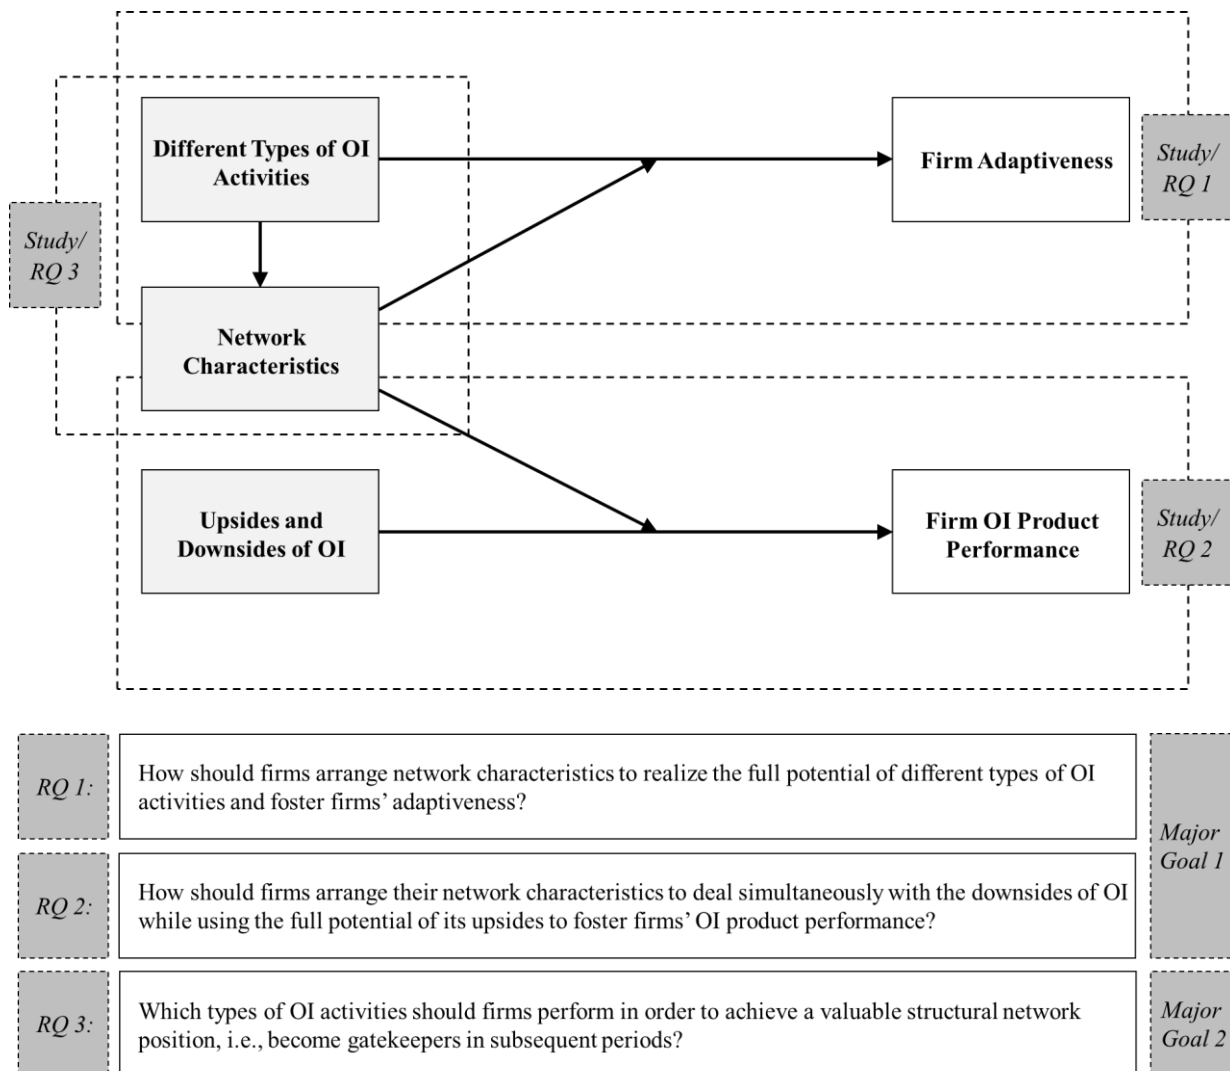 Different Types of OI
Activities
Firm Adaptiveness
Study/
RQ 1
Study/
RQ 3
Network
Characteristics
Upsides and
Downsides of OI
Firm OI Product
Performance
Study/
RQ 2
RQ 1:
How should firms arrange network characteristics to realize the full potential of different types of OI
activities and foster firms’ adaptiveness?
Major
Goal 1
RQ 2:
How should firms arrange their network characteristics to deal simultaneously with the downsides of OI
while using the full potential of its upsides to foster firms’ OI product performance?
RQ 3:
Which types of OI activities should firms perform in order to achieve a valuable structural network
position, i.e., become gatekeepers in subsequent periods?
Major
Goal 2